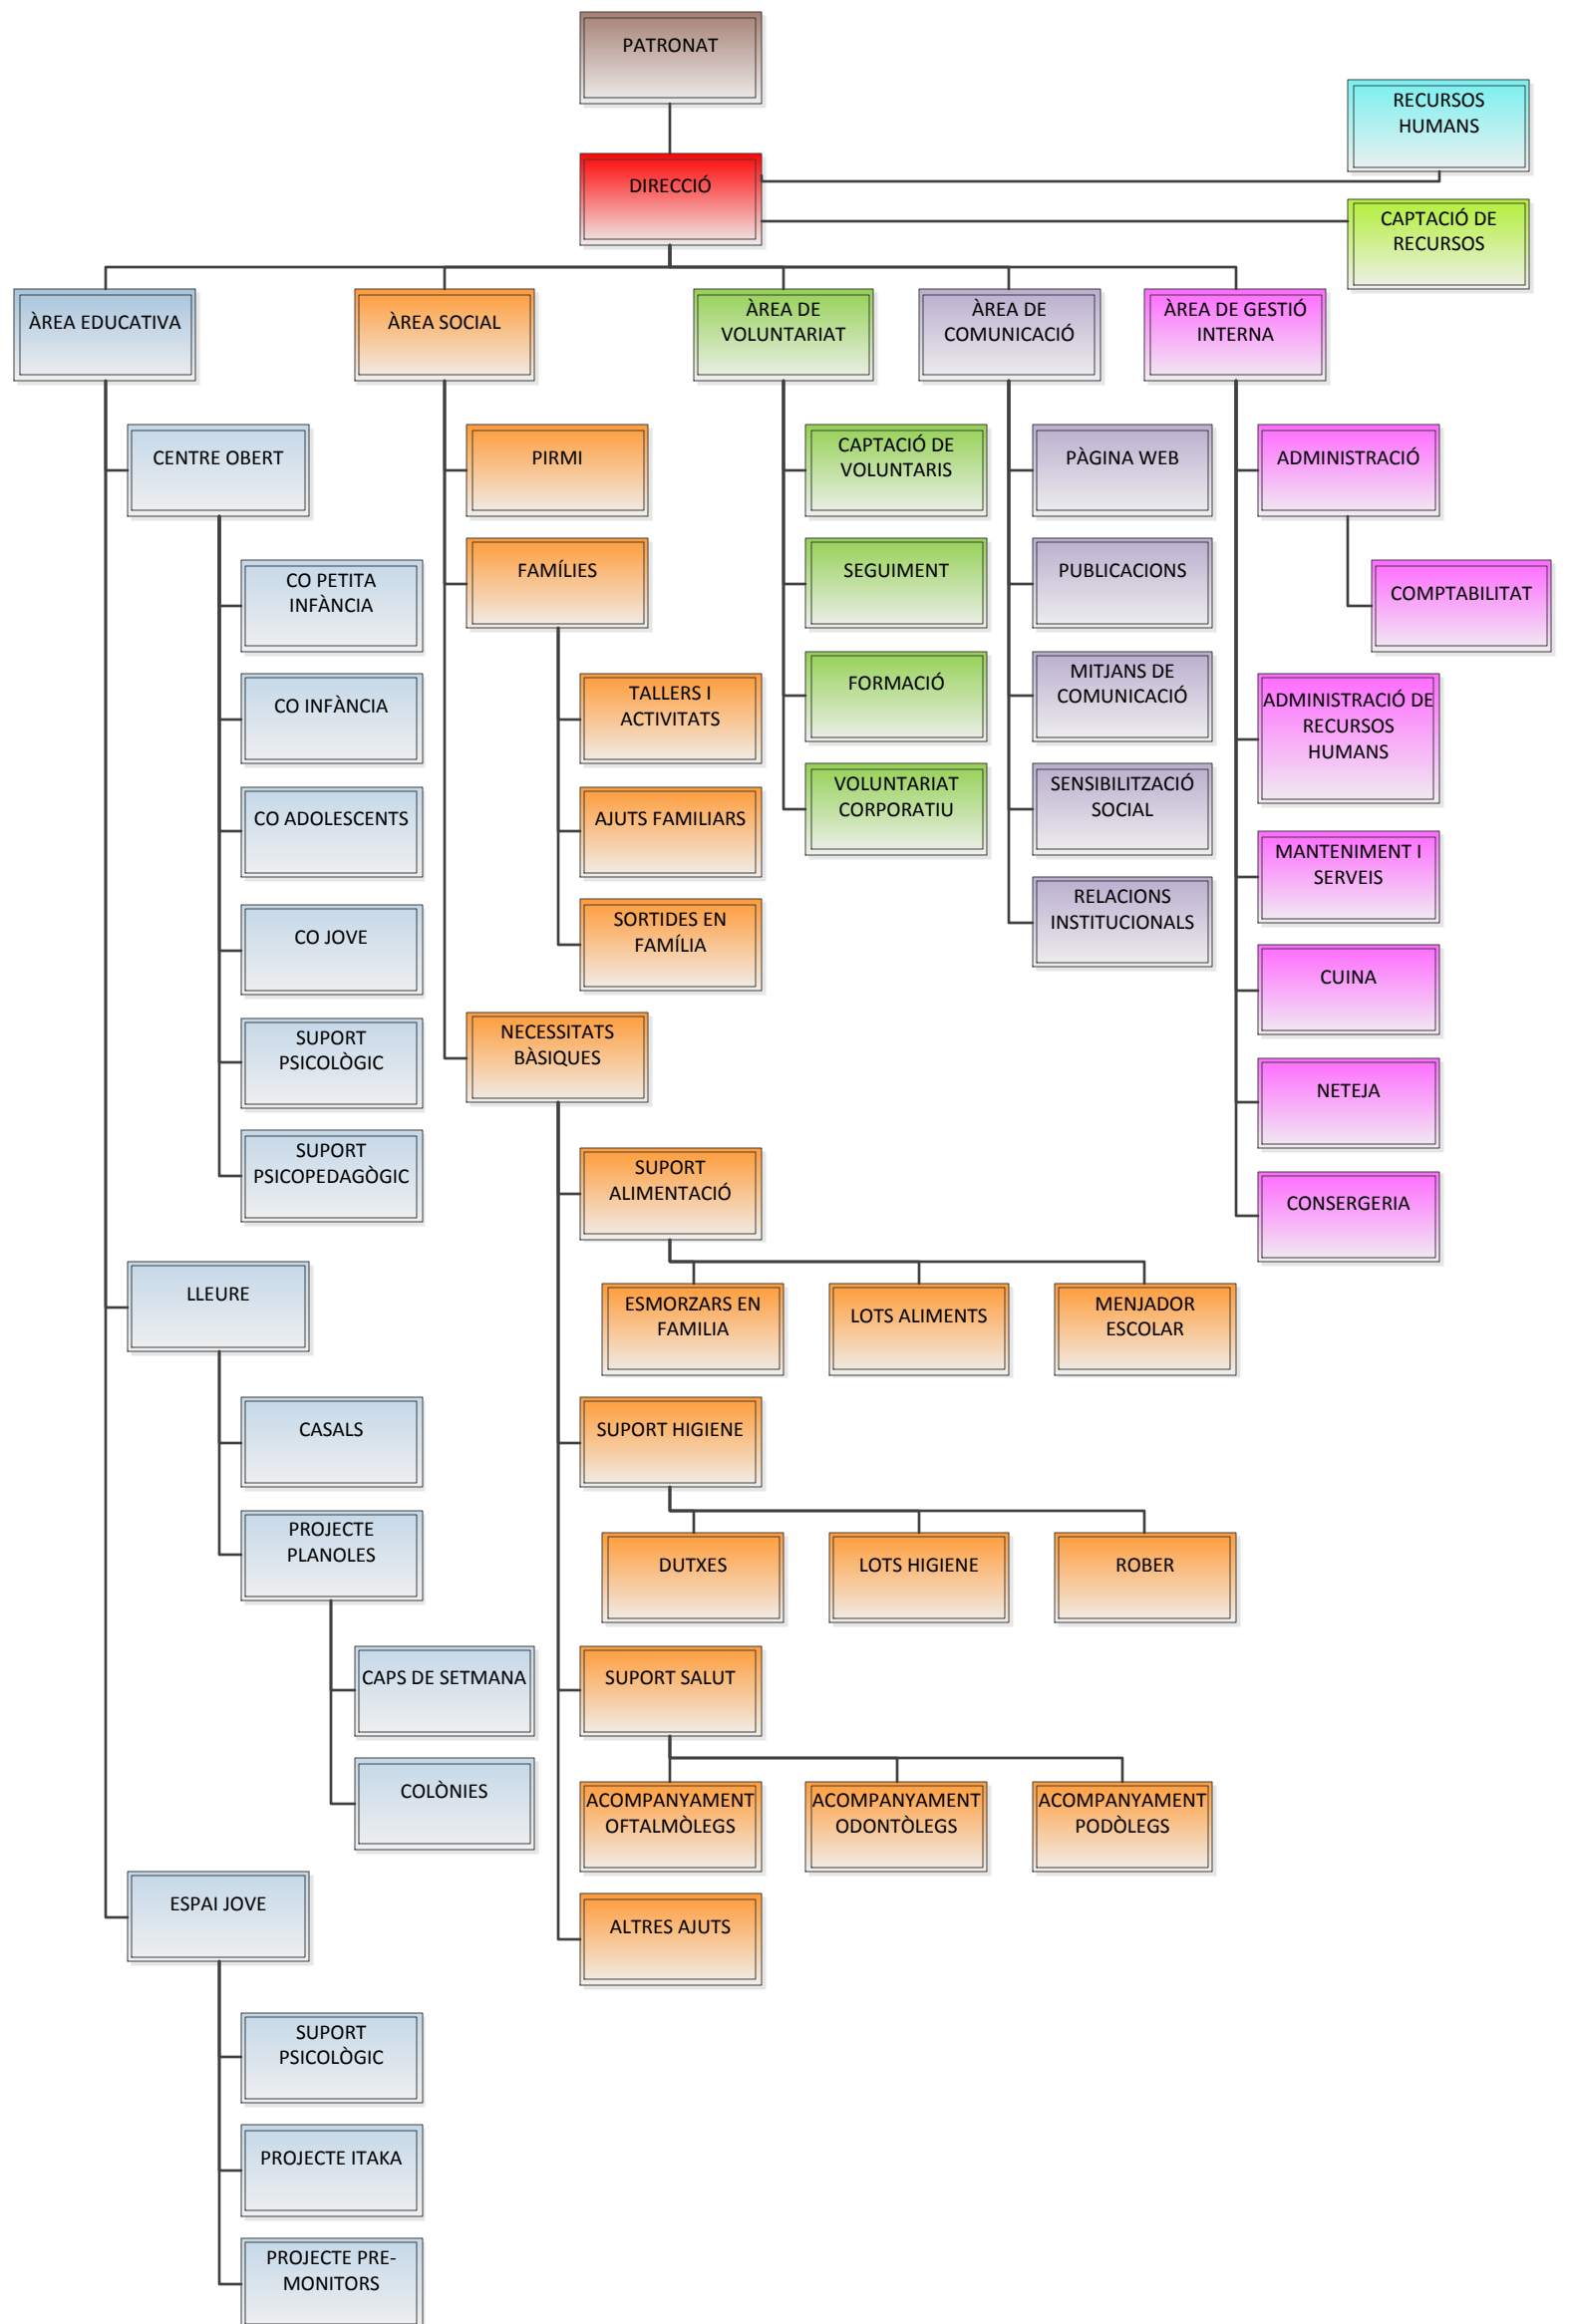 PATRONAT
RECURSOS
HUMANS
DIRECCIÓ
CAPTACIÓ DE
RECURSOS
ÀREA EDUCATIVA
ÀREA SOCIAL
ÀREA DE
VOLUNTARIAT
ÀREA DE
COMUNICACIÓ
ÀREA DE GESTIÓ
INTERNA
CENTRE OBERT
CO PETITA
INFÀNCIA
CO INFÀNCIA
CO ADOLESCENTS
CO JOVE
SUPORT
PSICOLÒGIC
SUPORT
PSICOPEDAGÒGIC
LLEURE
CASALS
PROJECTE
PLANOLES
CAPS DE SETMANA
COLÒNIES
ESPAI JOVE
SUPORT
PSICOLÒGIC
PROJECTE ITAKA
PROJECTE PRE-
MONITORS
PIRMI
FAMÍLIES
TALLERS I
ACTIVITATS
AJUTS FAMILIARS
SORTIDES EN
FAMÍLIA
NECESSITATS
BÀSIQUES
SUPORT
ALIMENTACIÓ
ESMORZARS EN
FAMILIA
LOTS ALIMENTS
MENJADOR
ESCOLAR
SUPORT HIGIENE
DUTXES
LOTS HIGIENE
ROBER
SUPORT SALUT
ACOMPANYAMENT
OFTALMÒLEGS
ACOMPANYAMENT
ODONTÒLEGS
ACOMPANYAMENT
PODÒLEGS
ALTRES AJUTS
CAPTACIÓ DE
VOLUNTARIS
SEGUIMENT
FORMACIÓ
VOLUNTARIAT
CORPORATIU
PÀGINA WEB
PUBLICACIONS
MITJANS DE
COMUNICACIÓ
SENSIBILITZACIÓ
SOCIAL
RELACIONS
INSTITUCIONALS
ADMINISTRACIÓ
COMPTABILITAT
ADMINISTRACIÓ DE
RECURSOS
HUMANS
MANTENIMENT I
SERVEIS
CUINA
NETEJA
CONSERGERIA